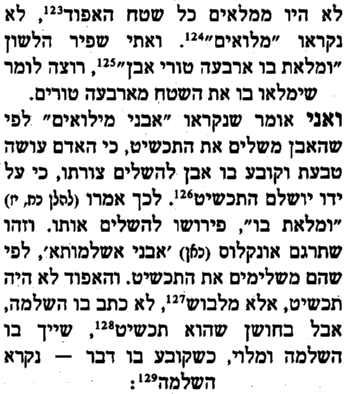 לא היו ממלאים כל שטח האפוד¹²³, לא
נקראו "מלואים"¹²⁴. ואתי שפיר הלשון
"ומלאת בו ארבעה טורי אבן"¹²⁵, רוצה לומר
שימלאו בו את השטח מארבעה טורים.
ואני אומר שנקראו "אבני מילואים" לפי
שהאבן משלים את התכשיט, כי האדם עושה
טבעת וקובע בו אבן להשלים צורתו, כי על
ידו יושלם התכשיט¹²⁶. לכך אמרו (להלן כח, יז)
"ומלאת בו", פירושו להשלים אותו. וזהו
שתרגם אונקלוס (כאן) 'אבני אשלמותא', לפי
שהם משלימים את התכשיט. והאפוד לא היה
תכשיט, אלא מלבוש¹²⁷, לא כתב בו השלמה,
אבל בחושן שהוא תכשיט¹²⁸, שייך בו
השלמה ומלוי, כשקובע בו דבר – נקרא
השלמה¹²⁹: